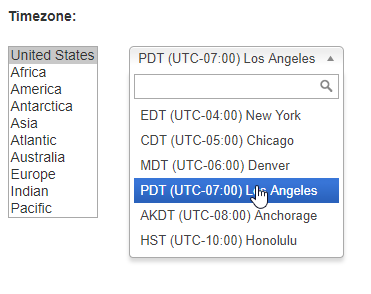 Timezone:
United States
Africa
America
Antarctica
Asia
Atlantic
Australia
Europe
Indian
Pacific
PDT (UTC-07:00) Los Angeles
EDT (UTC-04:00) New York
CDT (UTC-05:00) Chicago
MDT (UTC-06:00) Denver
PDT (UTC-07:00) Los Angeles
AKDT (UTC-08:00) Anchorage
HST (UTC-10:00) Honolulu